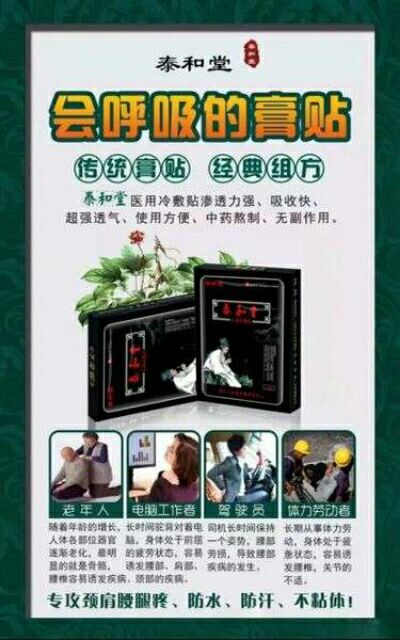 泰和堂
会呼吸的膏贴
传统膏贴 经典组方
泰和堂 医用冷敷贴渗透力强、吸收快、
超强透气、使用方便、中药熬制、无副作用。
泰和堂
老年人
随着年龄的增长，
人体各部位器官
逐渐老化，最明
显的就是骨骼，
腰椎容易诱发疾病、
电脑工作者
长时间驼背对着电
脑，身体处于前屈
的疲劳状态，容易
诱发腰部、肩部、
颈部的疾病。
驾驶员
司机长时间保持
一个姿势，腰部
劳损，导致腰部
疾病的发生。
体力劳动者
长期从事体力劳
动，身体处于疲
惫状态，容易诱
发腰椎，关节的
不适。
专攻颈肩腰腿疼、防水、防汗、不粘体！